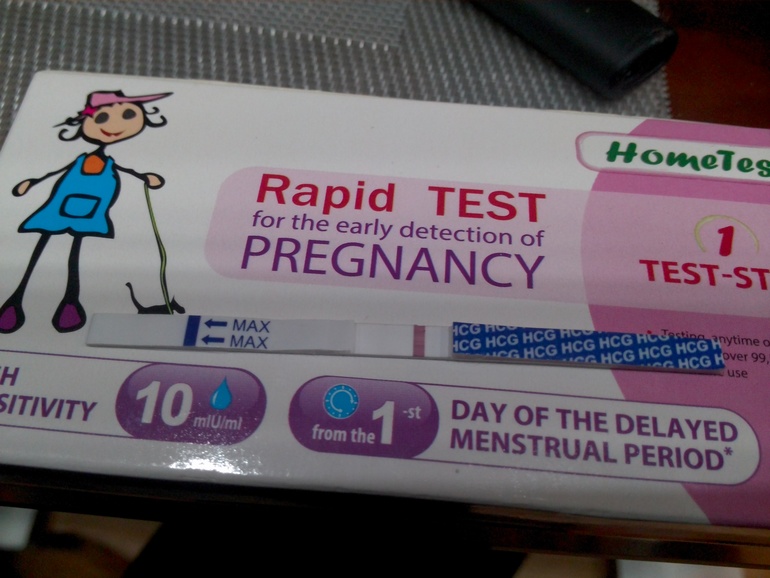 HomeTes
Rapid TEST
for the early detection of
PREGNANCY
1
TEST-ST
MAX
MAX
HCG HCG HCG HCG HCG
HCG HCG HCG HCG HCG HCG
HCG HCG HCG HCG HCG HCG
Testing anytime o
over 99,
use
H
SITIVITY
10
mIU/ml
from the 1-st
DAY OF THE DELAYED
MENSTRUAL PERIOD*